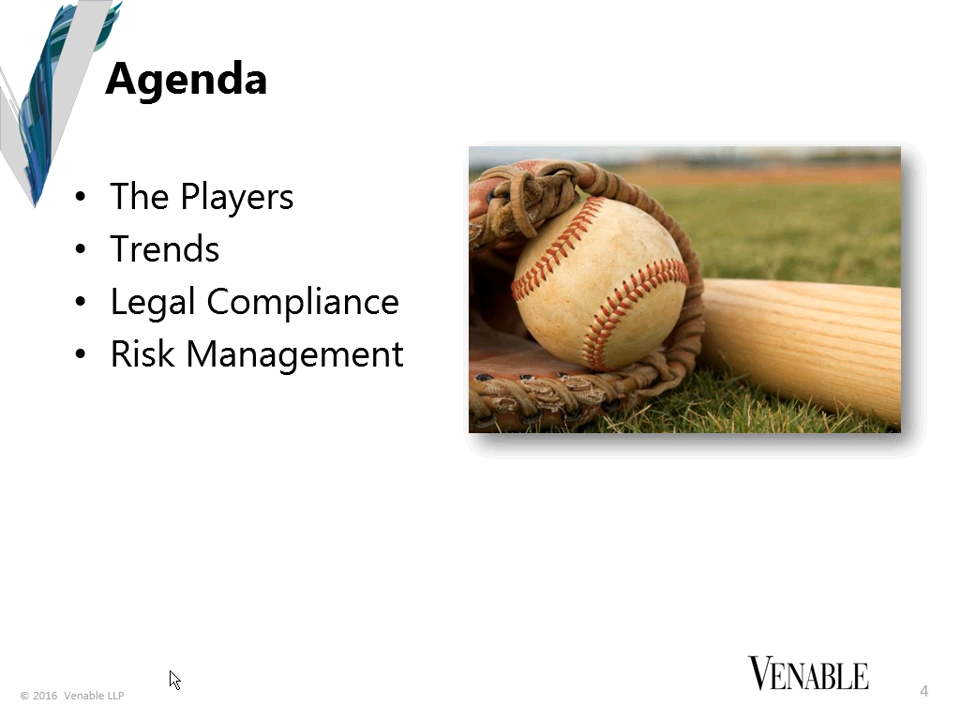 Agenda
• The Players
• Trends
• Legal Compliance
• Risk Management
© 2016 Venable LLP
VENABLE
4